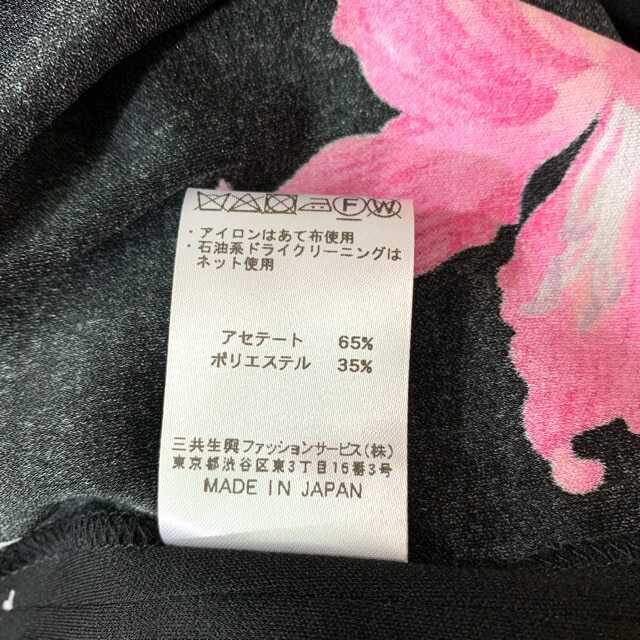 F W
・アイロンはあて布使用
・石油系ドライクリーニングは
ネット使用
アセテート 65%
ポリエステル 35%
三共生興ファッションサービス(株)
東京都渋谷区東3丁目16番3号
MADE IN JAPAN